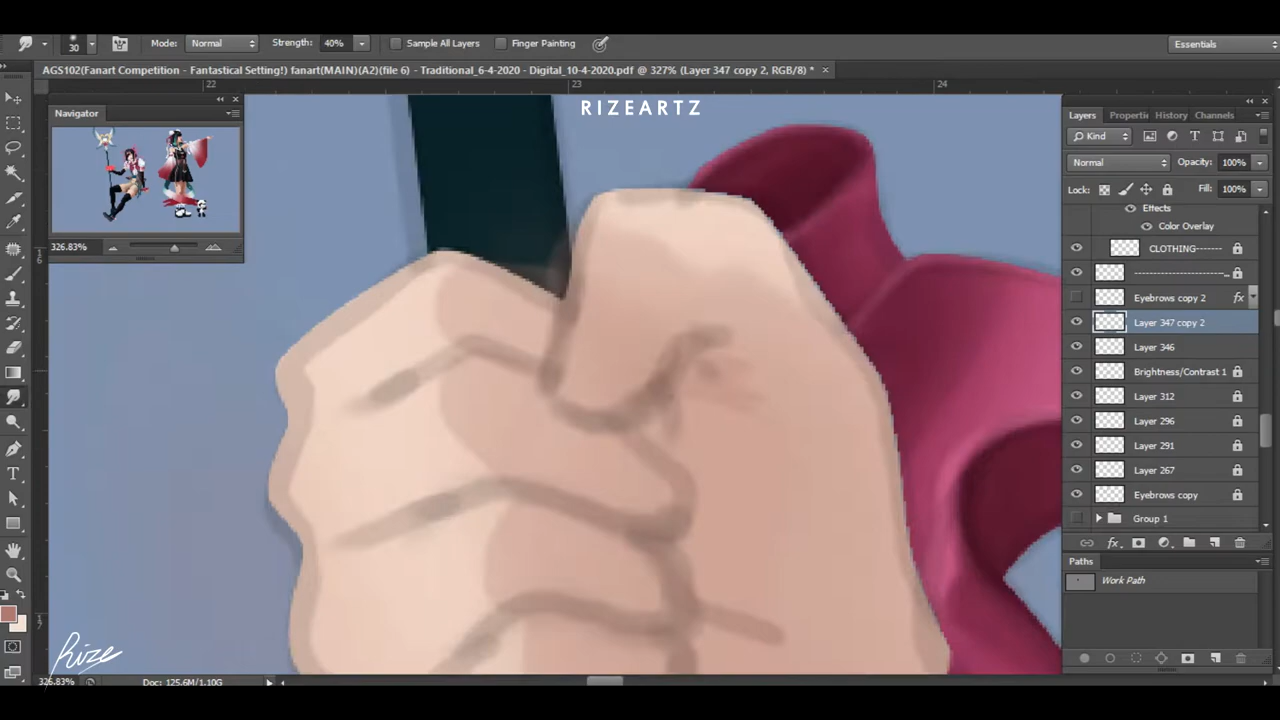 30
Mode: Normal
Strength: 40%
Sample All Layers
Finger Painting
Essentials
AGS102(Fanart Competition - Fantastical Setting!) fanart(MAIN)(A2)(file 6) - Traditional_6-4-2020 - Digital_10-4-2020.pdf @ 327% (Layer 347 copy 2, RGB/8) *
22
23
24
RIZEARTZ
Navigator
326.83%
Layers
Properti
History
Channels
Kind
Normal
Opacity: 100%
Lock:
Fill: 100%
Effects
Color Overlay
CLOTHING-------
Eyebrows copy 2
fx
Layer 347 copy 2
Layer 346
Brightness/Contrast 1
Layer 312
Layer 296
Layer 291
Layer 267
Eyebrows copy
Group 1
fx
Paths
Work Path
Rize
326.83%
Doc: 125.6M/1.10G